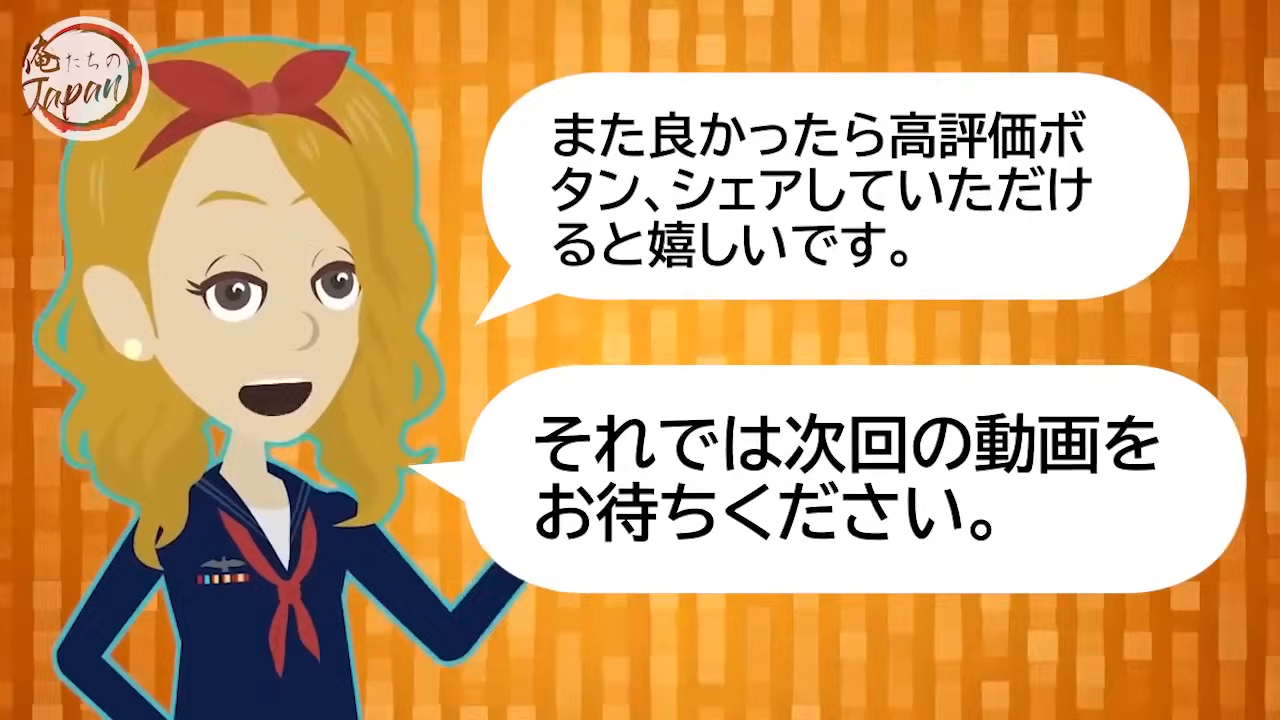 俺たちの
Japan
また良かったら高評価ボ
タン、シェアしていただけ
ると嬉しいです。
それでは次回の動画を
お待ちください。